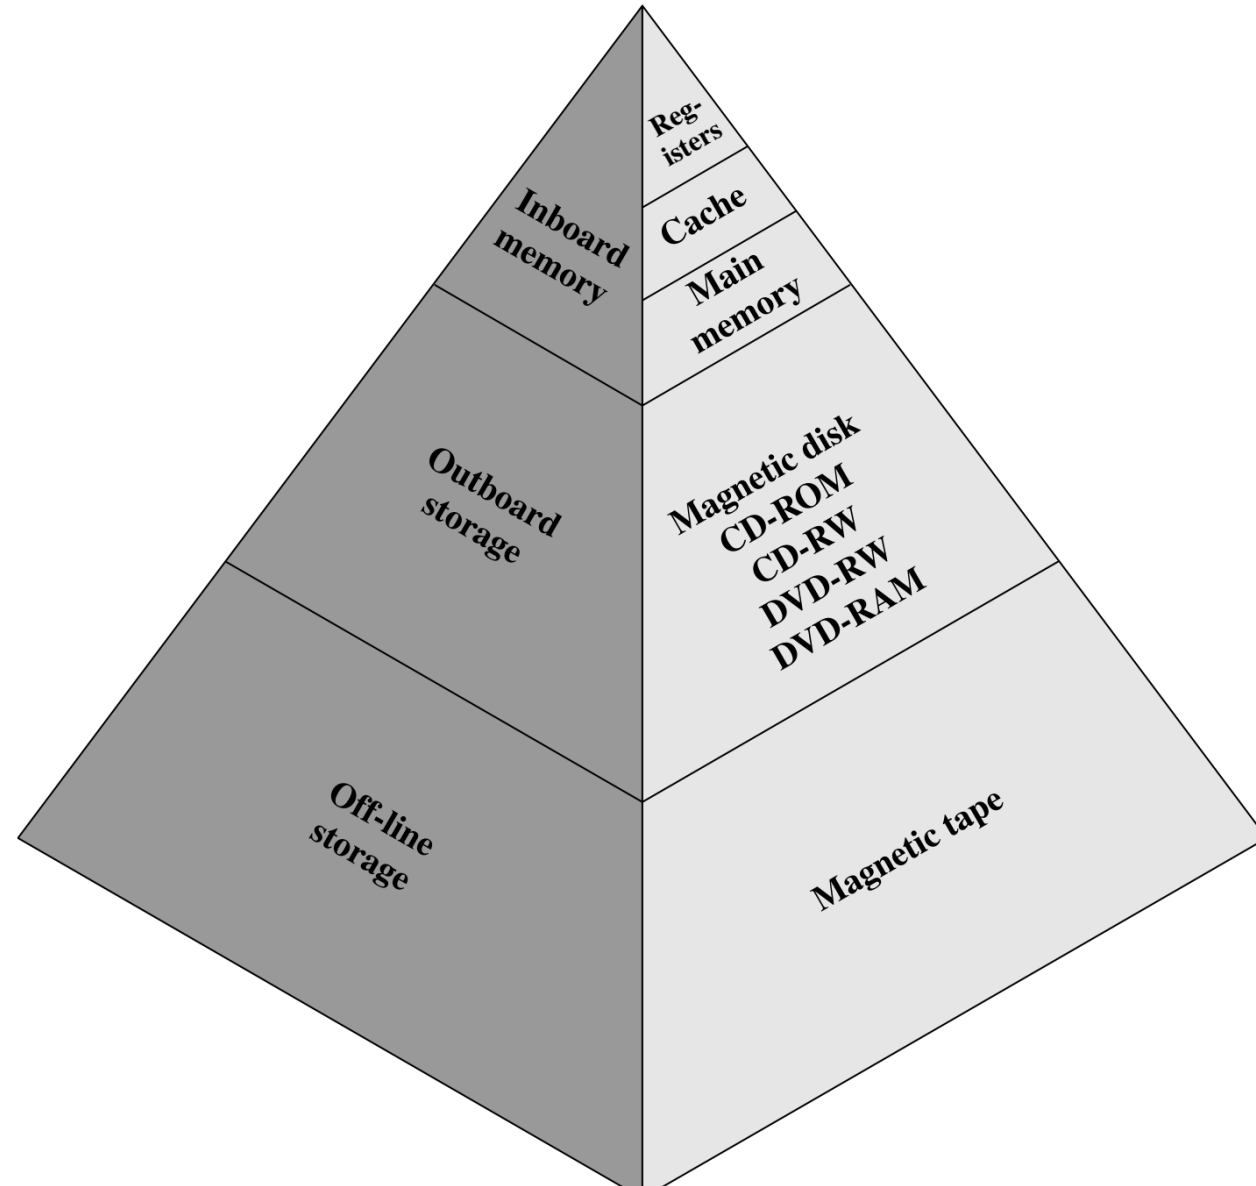 Reg-
isters
Cache
Main
memory
Inboard
memory
Magnetic disk
CD-ROM
CD-RW
DVD-RW
DVD-RAM
Outboard
storage
Magnetic tape
Off-line
storage